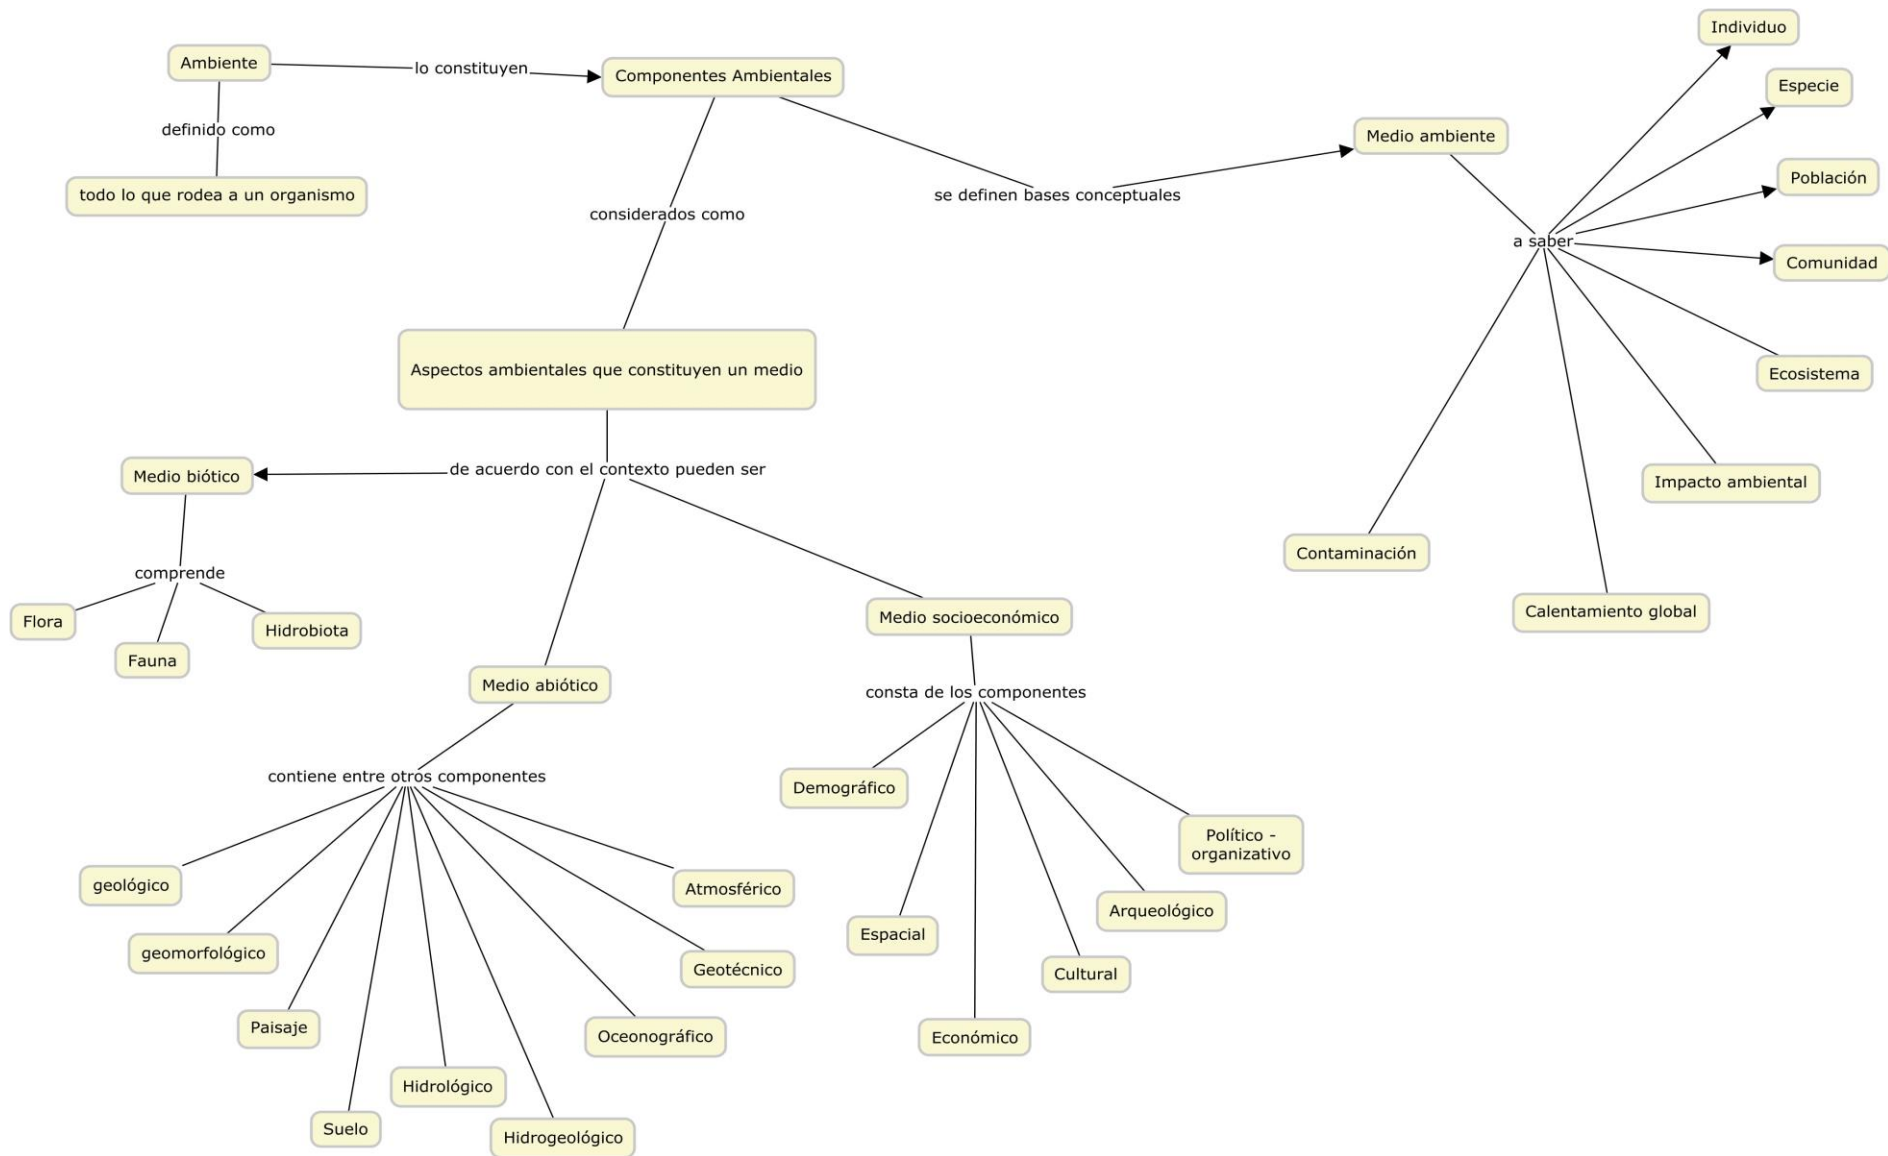 Ambiente
lo constituyen
Componentes Ambientales
definido como
todo lo que rodea a un organismo
considerados como
se definen bases conceptuales
Medio ambiente
a saber
Individuo
Especie
Población
Comunidad
Ecosistema
Impacto ambiental
Calentamiento global
Contaminación
Aspectos ambientales que constituyen un medio
de acuerdo con el contexto pueden ser
Medio biótico
comprende
Flora
Fauna
Hidrobiota
Medio abiótico
contiene entre otros componentes
geológico
geomorfológico
Paisaje
Suelo
Hidrológico
Hidrogeológico
Oceonográfico
Geotécnico
Atmosférico
Medio socioeconómico
consta de los componentes
Demográfico
Espacial
Económico
Cultural
Arqueológico
Político -
organizativo